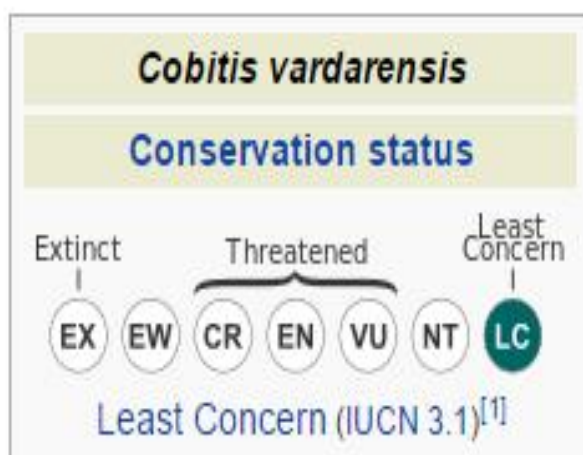 Cobitis vardarensis
Conservation status
Extinct Threatened Least
Concern
EX EW CR EN VU NT LC
Least Concern (IUCN 3.1)[1]